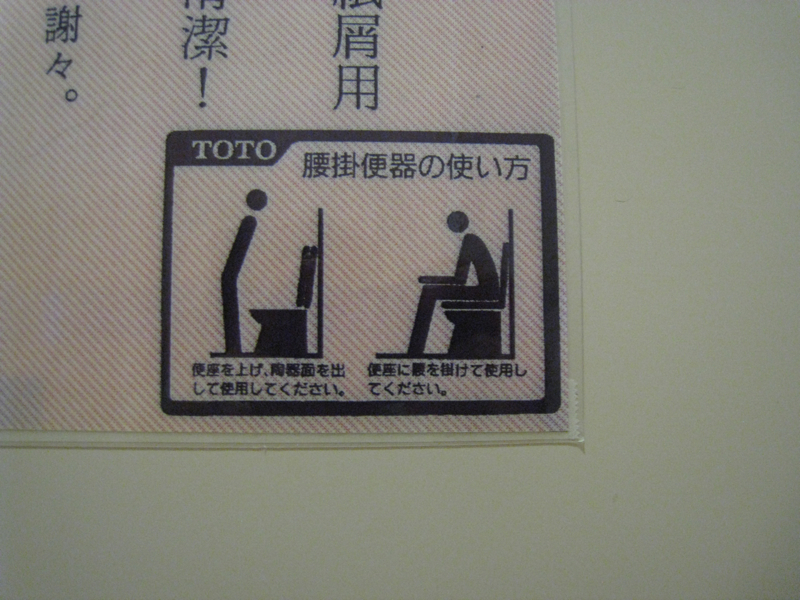 紙屑用
清潔！
謝々。
TOTO
腰掛便器の使い方
便座を上げ、陶器面を出
して使用してください。
便座に腰を掛けて使用し
てください。